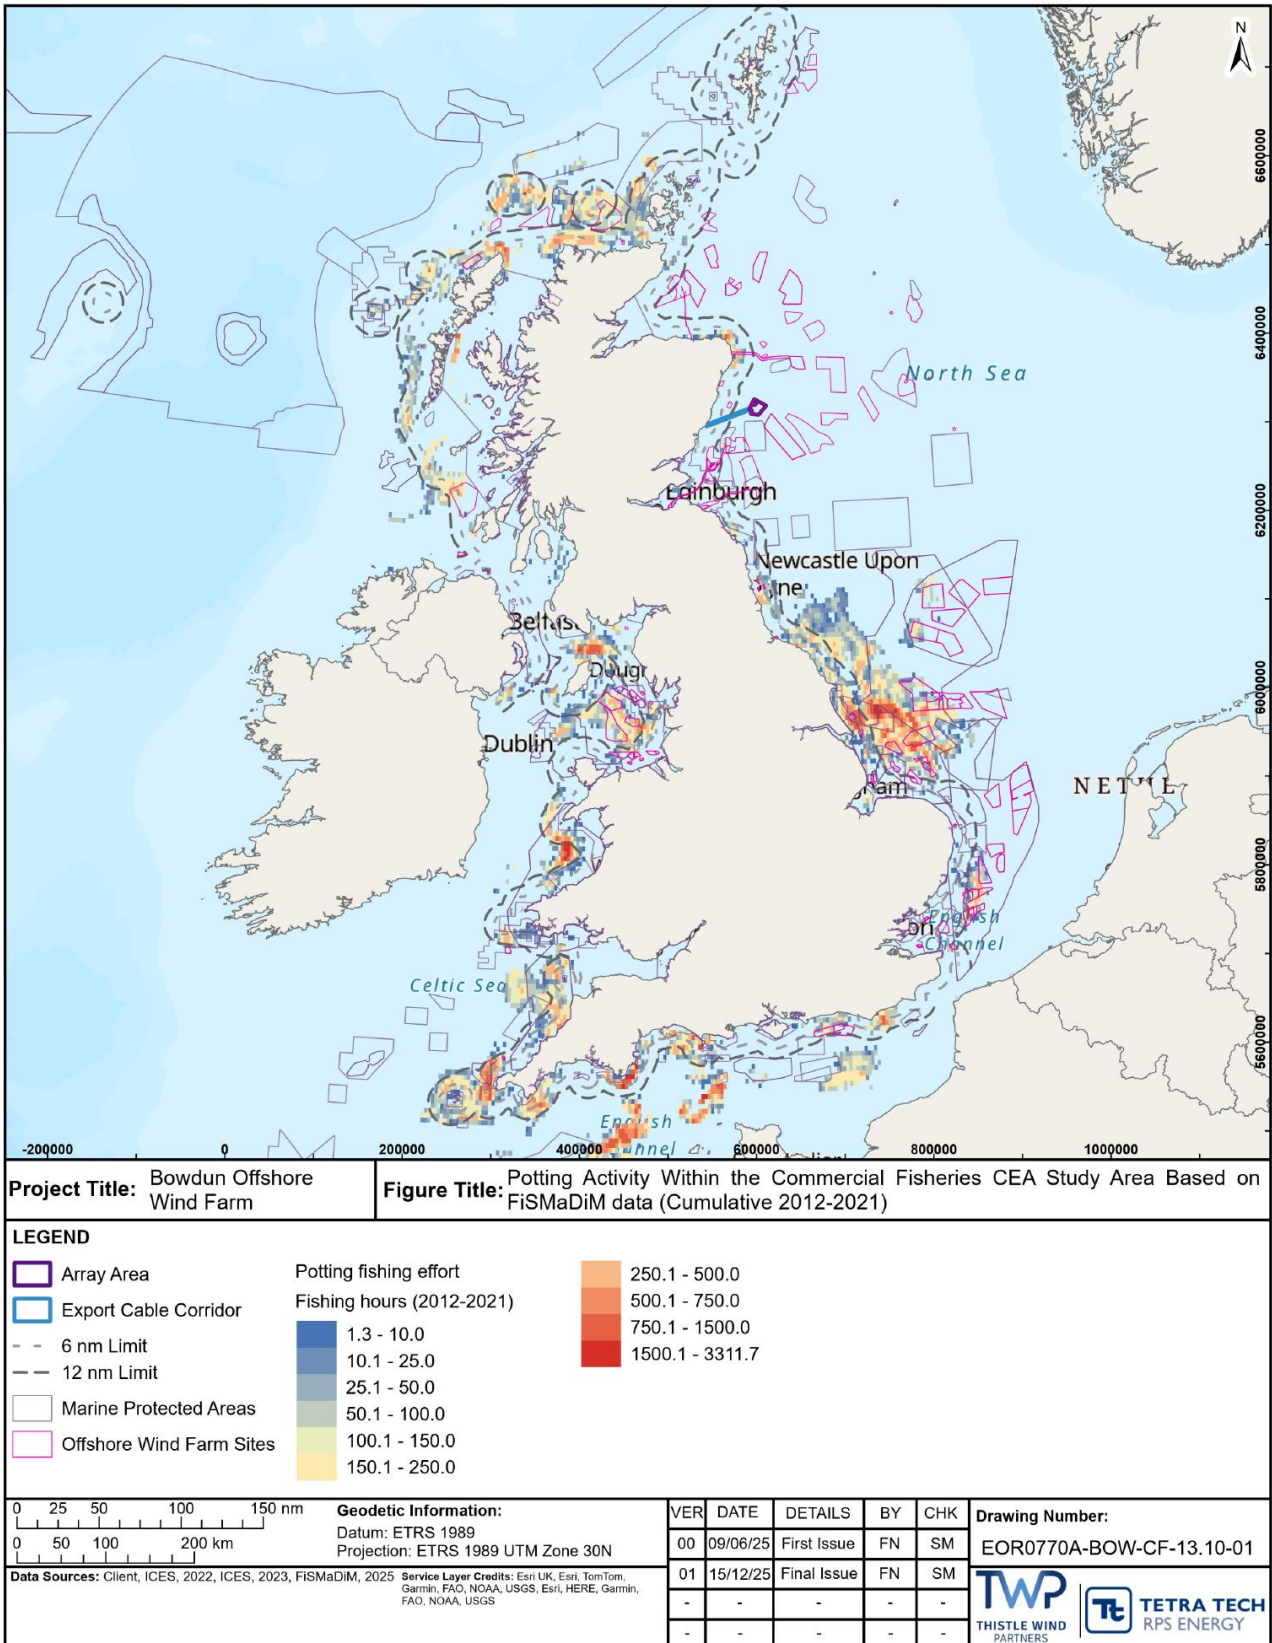 N
6600000
6400000
North Sea
Edinburgh
6200000
Newcastle Upon
yne
Belfas
Dougl
6000000
Dublin
NETHE
gham
5800000
English
on
Channel
Celtic Sea
5600000
English
nnel
-200000 0 200000 400000 600000 800000 1000000
Project Title: Bowdun Offshore
Wind Farm
Figure Title: Potting Activity Within the Commercial Fisheries CEA Study Area Based on
FiSMaDiM data (Cumulative 2012-2021)
LEGEND
Array Area
Export Cable Corridor
6 nm Limit
12 nm Limit
Marine Protected Areas
Offshore Wind Farm Sites
Potting fishing effort
Fishing hours (2012-2021)
1.3 - 10.0
10.1 - 25.0
25.1 - 50.0
50.1 - 100.0
100.1 - 150.0
150.1 - 250.0
250.1 - 500.0
500.1 - 750.0
750.1 - 1500.0
1500.1 - 3311.7
0 25 50 100 150 nm
0 50 100 200 km
Geodetic Information:
Datum: ETRS 1989
Projection: ETRS 1989 UTM Zone 30N
Data Sources: Client, ICES, 2022, ICES, 2023, FiSMaDiM, 2025
Service Layer Credits: Esri UK, Esri, TomTom,
Garmin, FAO, NOAA, USGS, Esri, HERE, Garmin,
FAO, NOAA, USGS
VER DATE DETAILS BY CHK
00 09/06/25 First Issue FN SM
01 15/12/25 Final Issue FN SM
- - - - -
- - - - -
Drawing Number:
EOR0770A-BOW-CF-13.10-01
TWP
THISTLE WIND
PARTNERS
Tt
TETRA TECH
RPS ENERGY